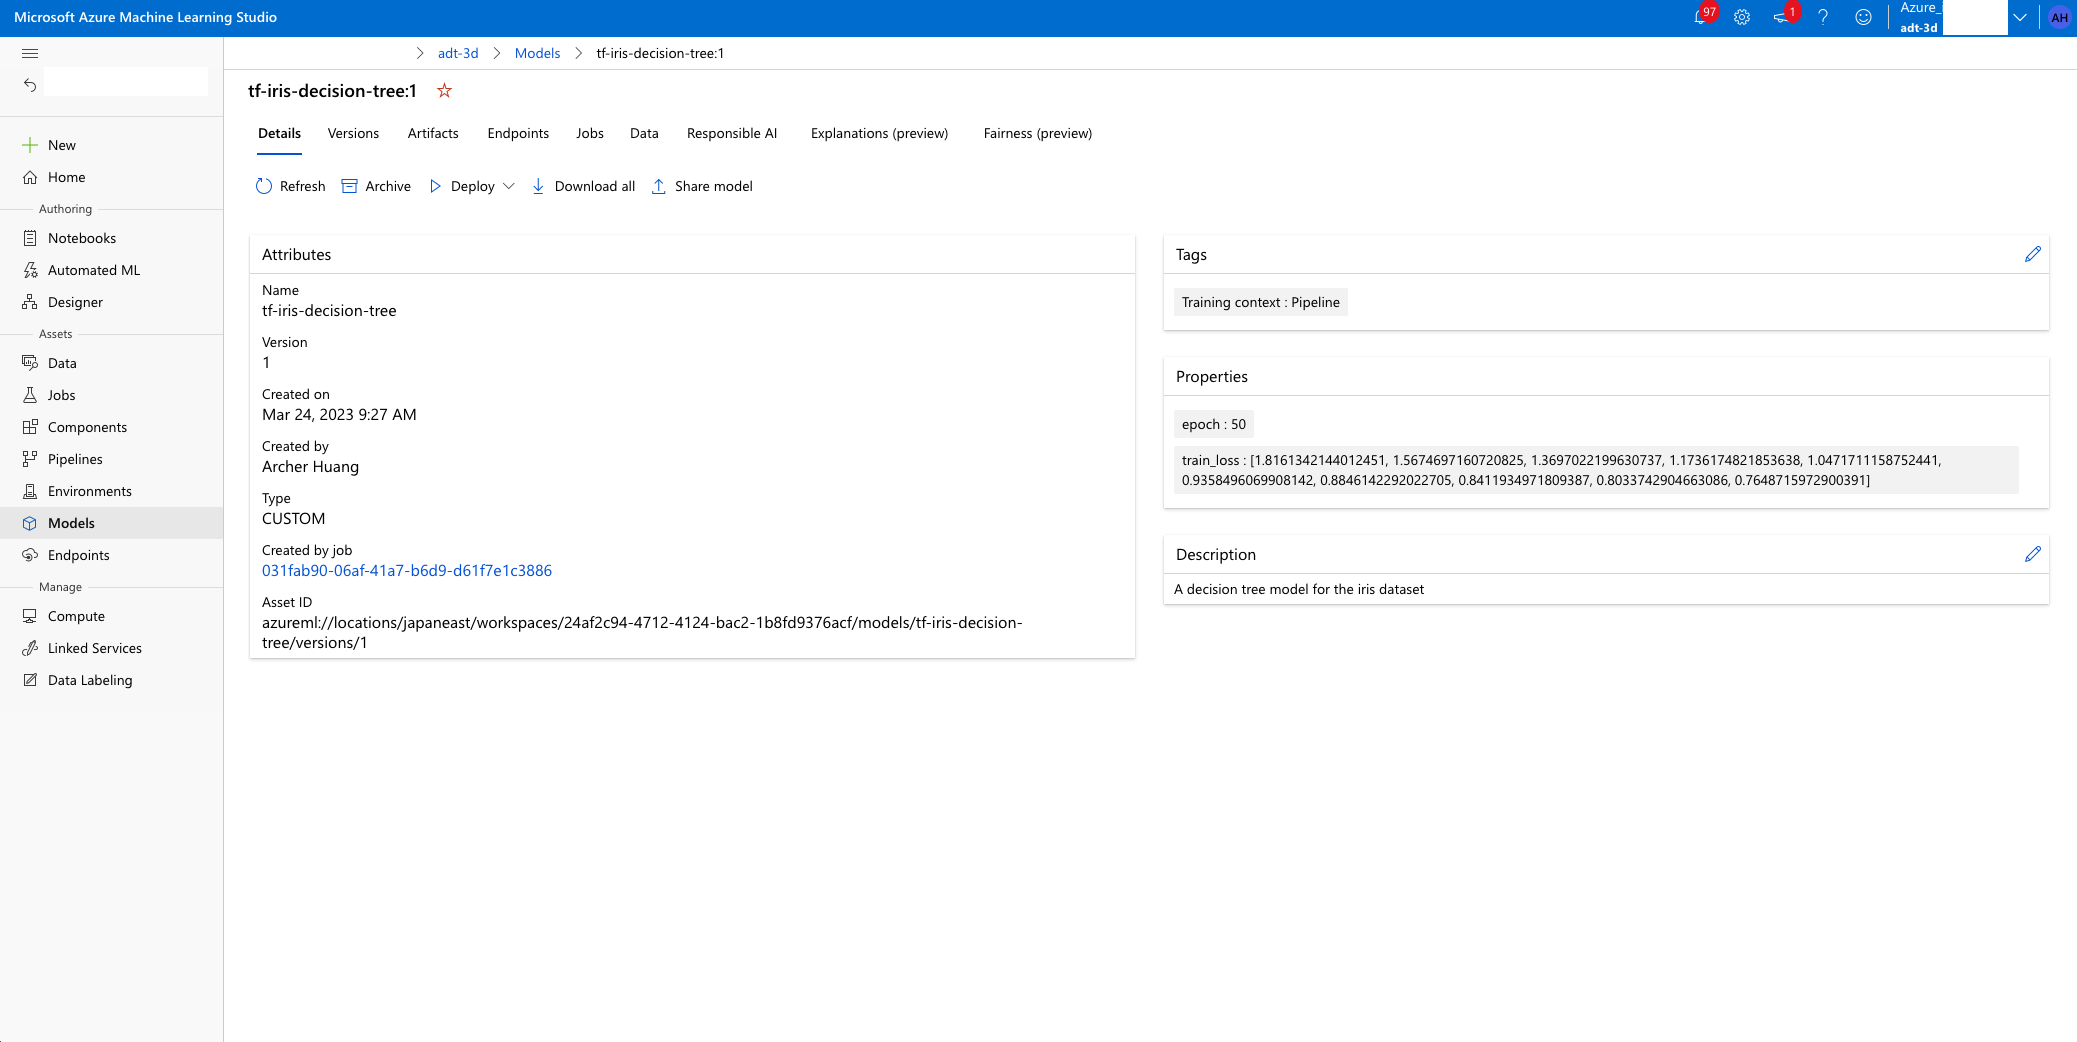 Microsoft Azure Machine Learning Studio
97
1
Azure_
adt-3d
AH
adt-3d
Models
tf-iris-decision-tree:1
tf-iris-decision-tree:1
New
Home
Authoring
Notebooks
Automated ML
Designer
Assets
Data
Jobs
Components
Pipelines
Environments
Models
Endpoints
Manage
Compute
Linked Services
Data Labeling
Details Versions Artifacts Endpoints Jobs Data Responsible AI Explanations (preview) Fairness (preview)
Refresh Archive Deploy Download all Share model
Attributes
Name
tf-iris-decision-tree
Version
1
Created on
Mar 24, 2023 9:27 AM
Created by
Archer Huang
Type
CUSTOM
Created by job
031fab90-06af-41a7-b6d9-d61f7e1c3886
Asset ID
azureml://locations/japaneast/workspaces/24af2c94-4712-4124-bac2-1b8fd9376acf/models/tf-iris-decision-
tree/versions/1
Tags
Training context : Pipeline
Properties
epoch : 50
train_loss : [1.8161342144012451, 1.5674697160720825, 1.3697022199630737, 1.1736174821853638, 1.0471711158752441,
0.9358496069908142, 0.8846142292022705, 0.8411934971809387, 0.8033742904663086, 0.7648715972900391]
Description
A decision tree model for the iris dataset